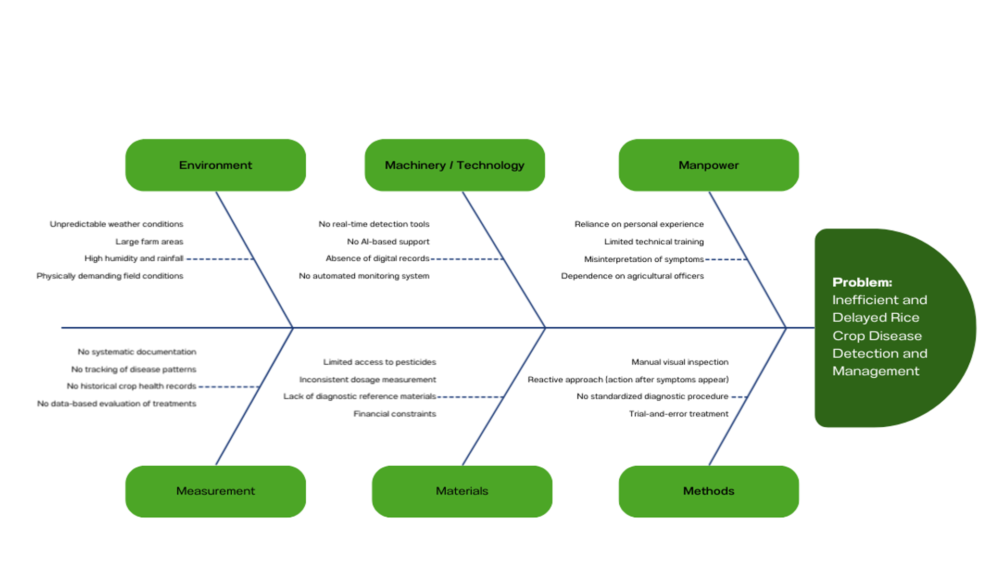 Environment
Machinery / Technology
Manpower
Unpredictable weather conditions
Large farm areas
High humidity and rainfall
Physically demanding field conditions
No real-time detection tools
No AI-based support
Absence of digital records
No automated monitoring system
Reliance on personal experience
Limited technical training
Misinterpretation of symptoms
Dependence on agricultural officers
Problem:
Inefficient and
Delayed Rice
Crop Disease
Detection and
Management
No systematic documentation
No tracking of disease patterns
No historical crop health records
No data-based evaluation of treatments
Limited access to pesticides
Inconsistent dosage measurement
Lack of diagnostic reference materials
Financial constraints
Manual visual inspection
Reactive approach (action after symptoms appear)
No standardized diagnostic procedure
Trial-and-error treatment
Measurement
Materials
Methods